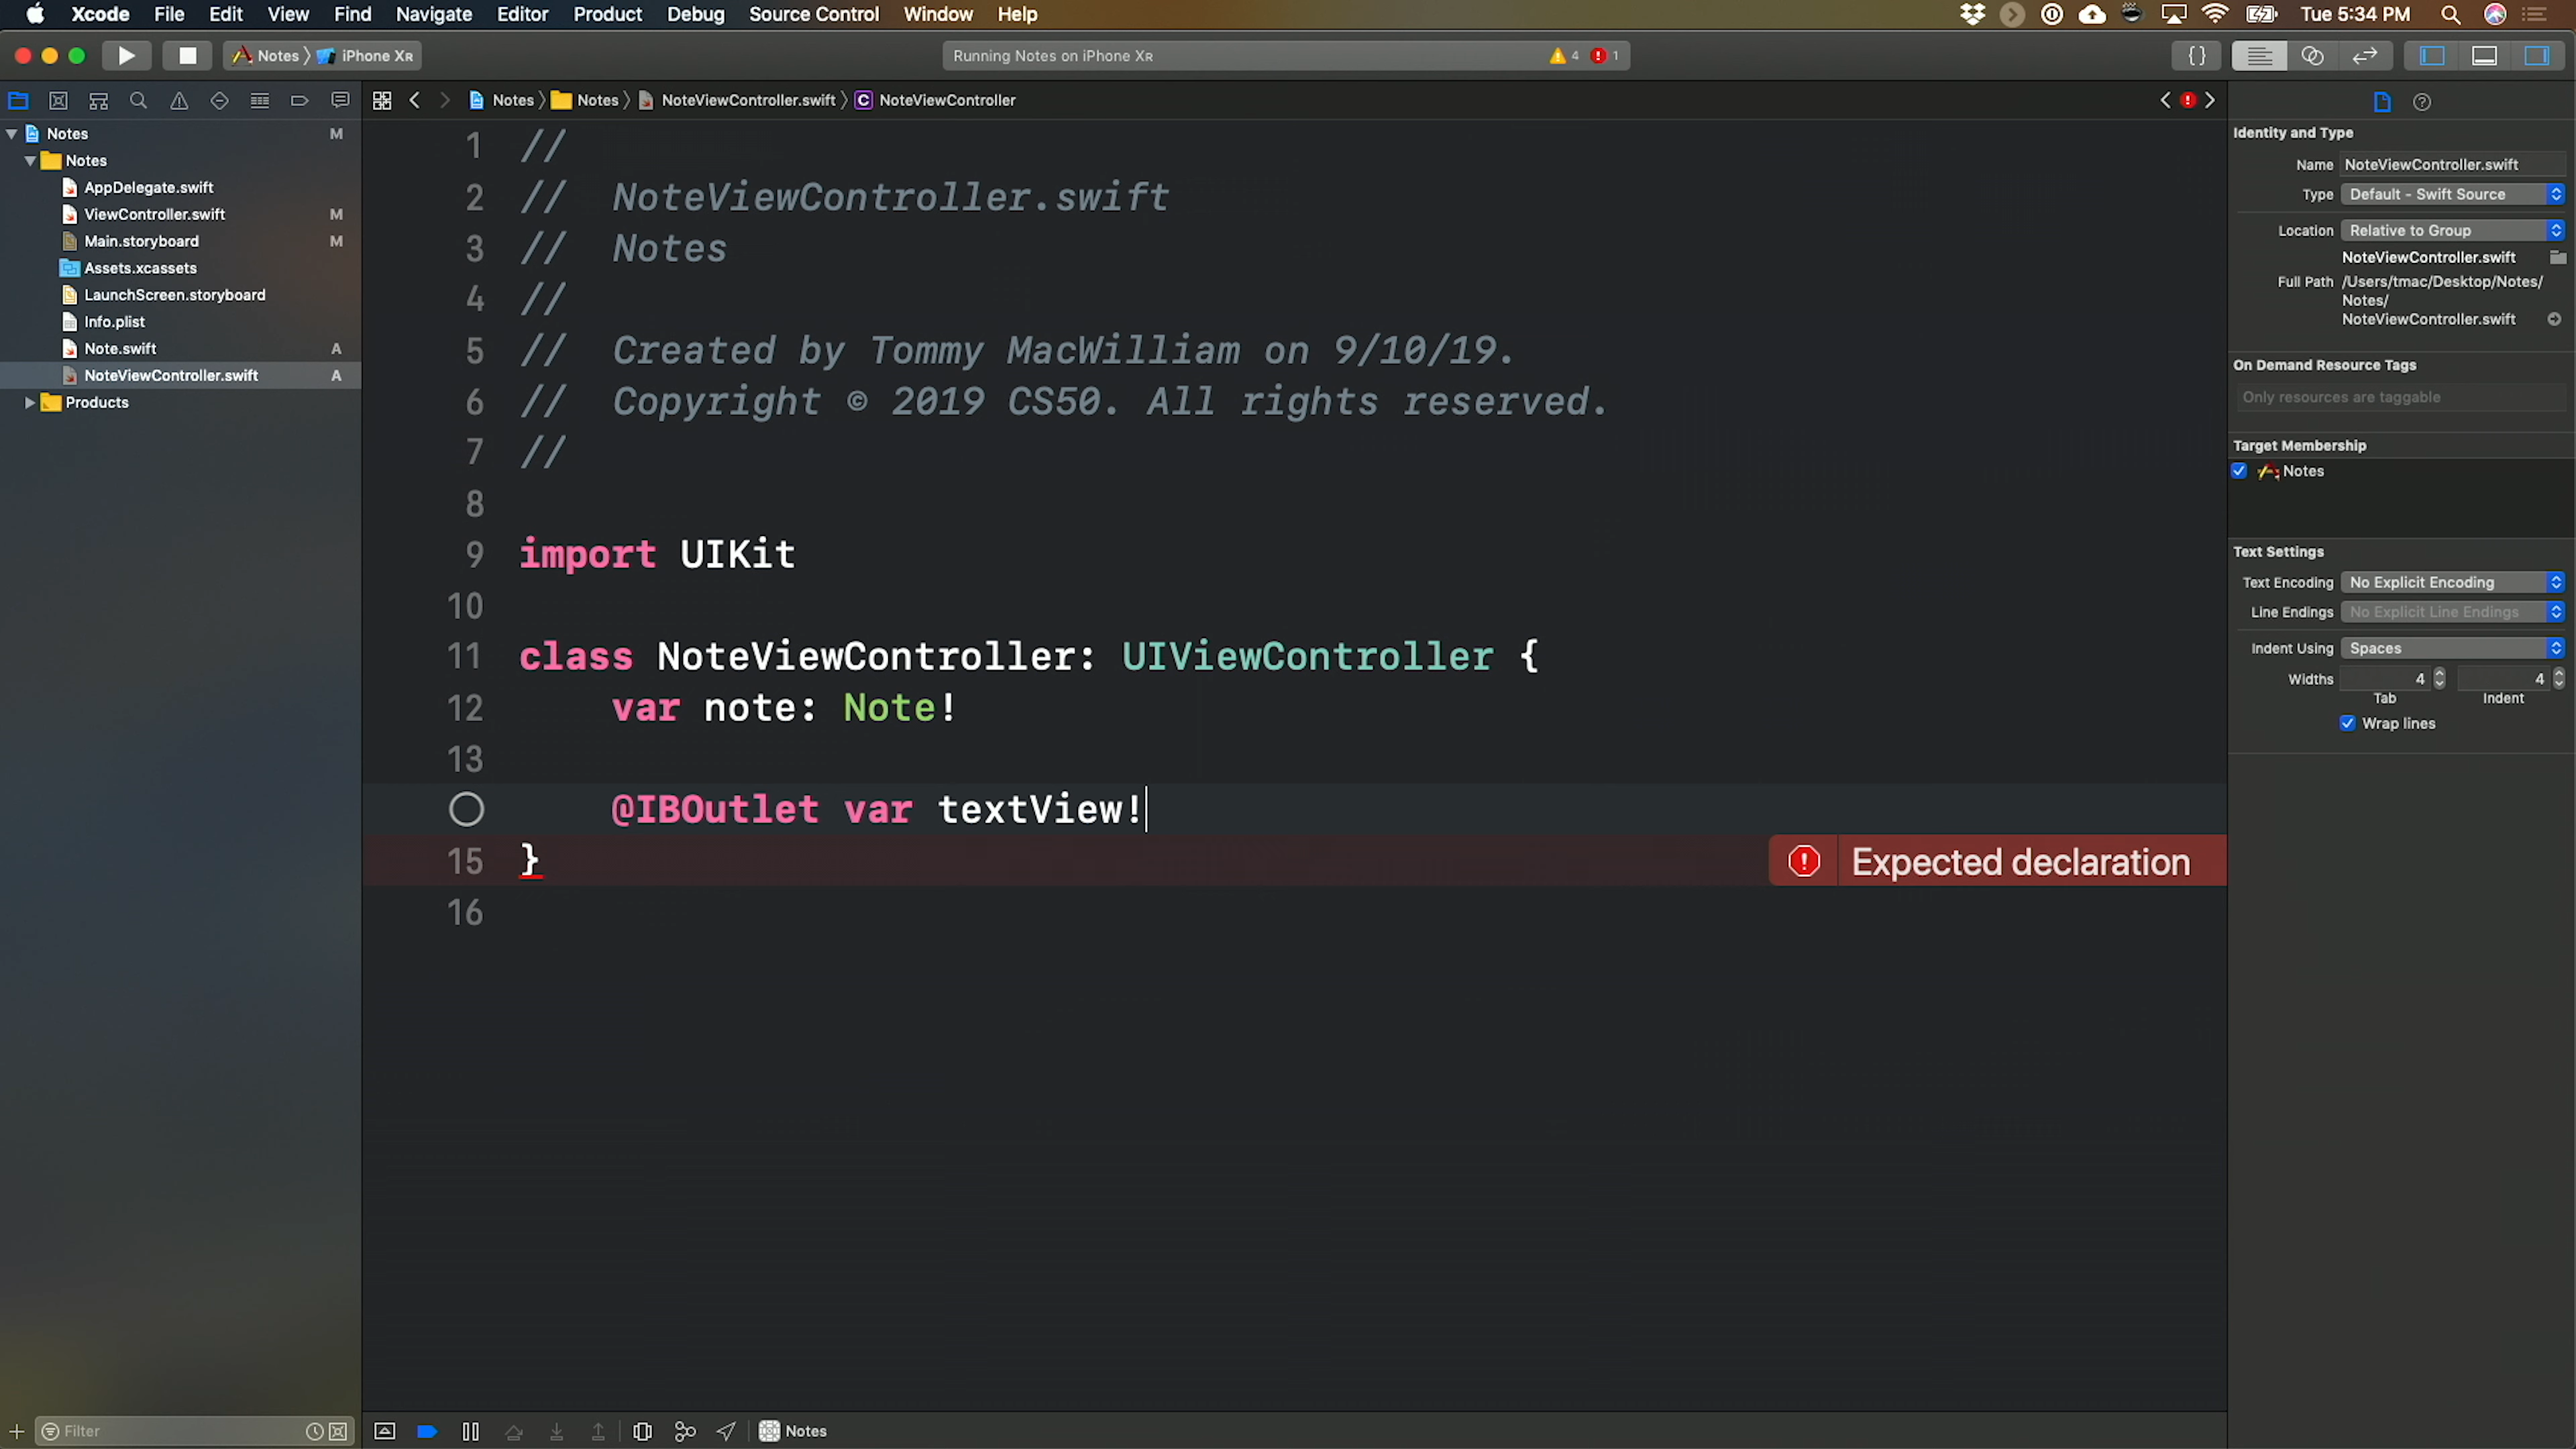 Xcode File Edit View Find Navigate Editor Product Debug Source Control Window Help Tue 5:34 PM
Notes iPhone XR Running Notes on iPhone XR 4 1 {}
Notes Notes NoteViewController.swift C NoteViewController
Notes M
Notes
AppDelegate.swift
ViewController.swift M
Main.storyboard M
Assets.xcassets
LaunchScreen.storyboard
Info.plist
Note.swift A
NoteViewController.swift A
Products
1 //
2 // NoteViewController.swift
3 // Notes
4 //
5 // Created by Tommy MacWilliam on 9/10/19.
6 // Copyright © 2019 CS50. All rights reserved.
7 //
8
9 import UIKit
10
11 class NoteViewController: UIViewController {
12 var note: Note!
13
@IBOutlet var textView!
15 } Expected declaration
16
Identity and Type
Name NoteViewController.swift
Type Default - Swift Source
Location Relative to Group
NoteViewController.swift
Full Path /Users/tmac/Desktop/Notes/
Notes/
NoteViewController.swift
On Demand Resource Tags
Only resources are taggable
Target Membership
Notes
Text Settings
Text Encoding No Explicit Encoding
Line Endings No Explicit Line Endings
Indent Using Spaces
Widths 4 4
Tab Indent
Wrap lines
Filter
Notes